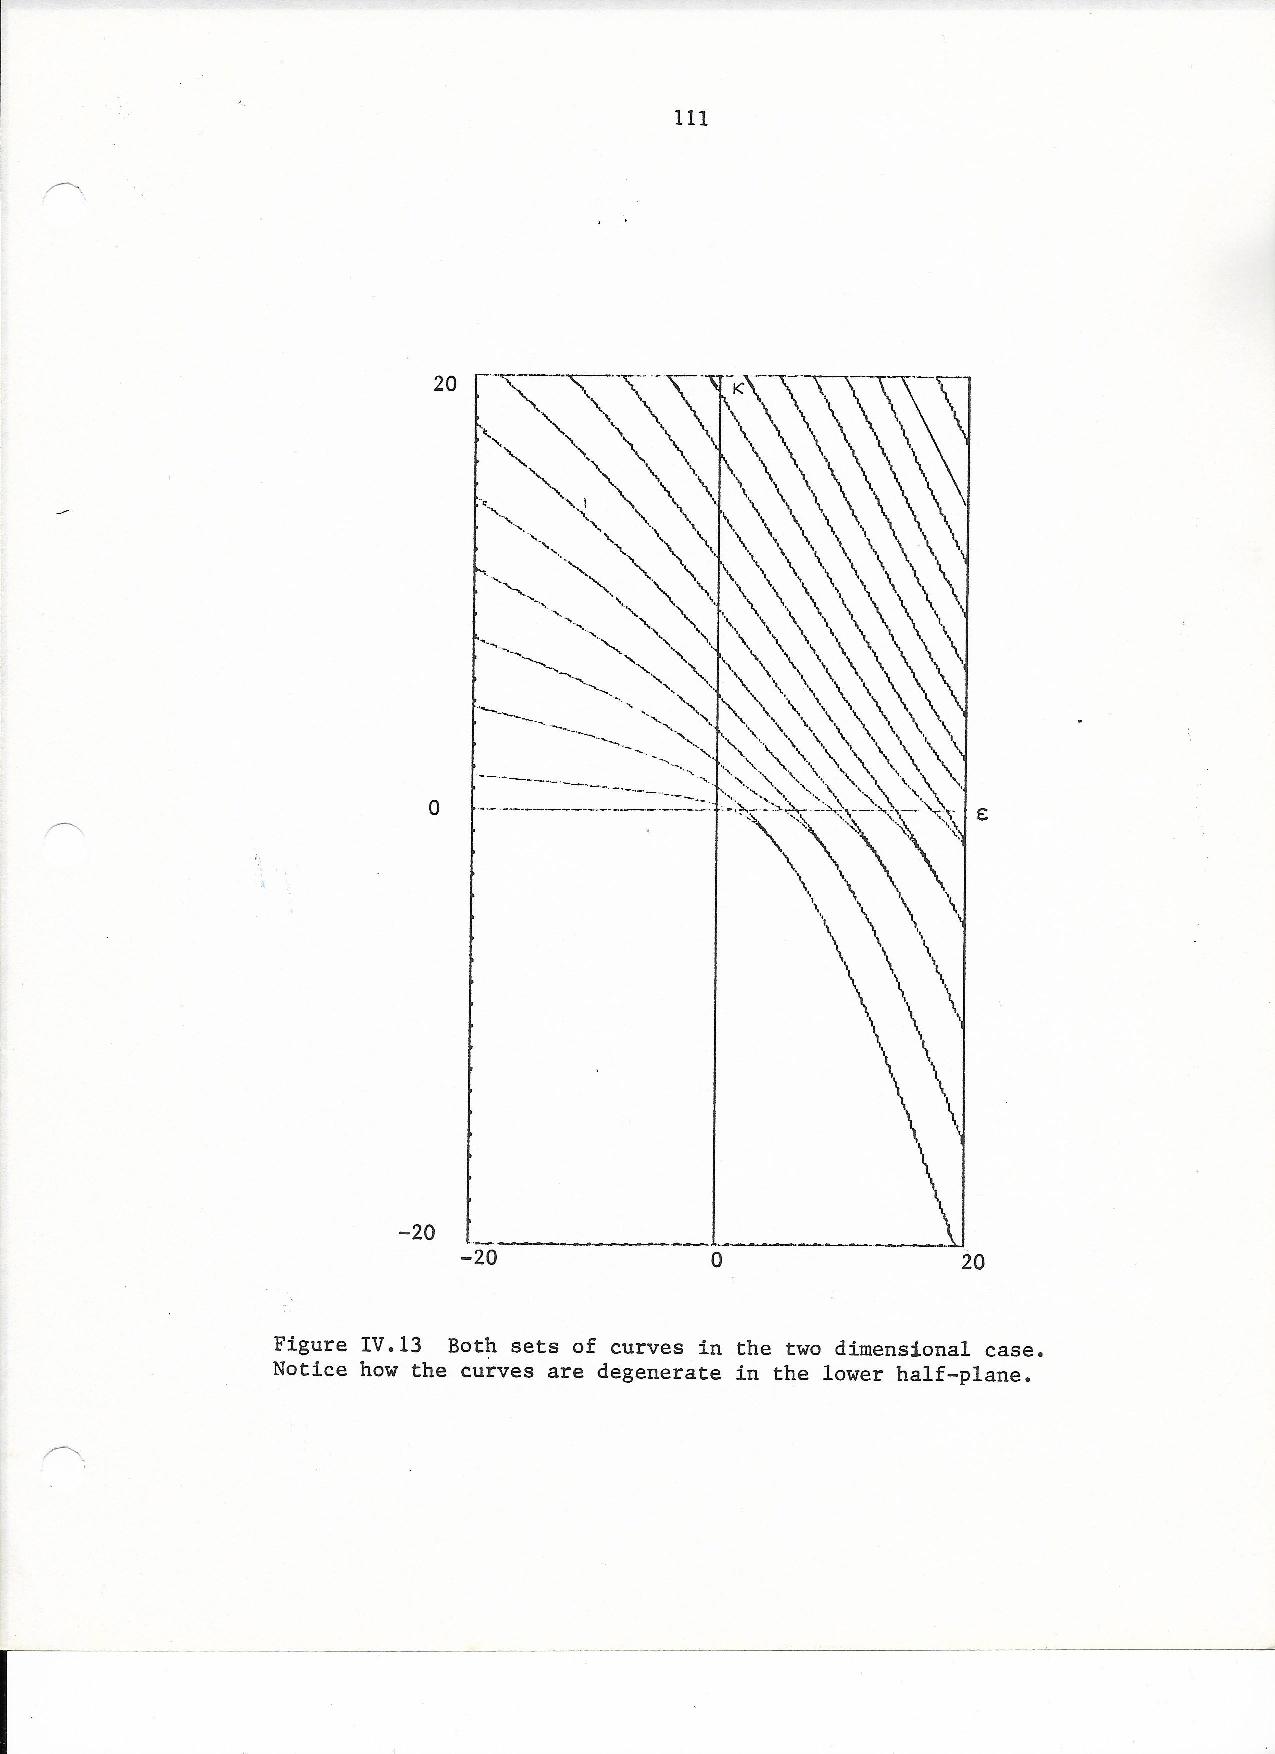 111
20
K
0
ε
-20
-20 0 20
Figure IV.13 Both sets of curves in the two dimensional case.
Notice how the curves are degenerate in the lower half-plane.